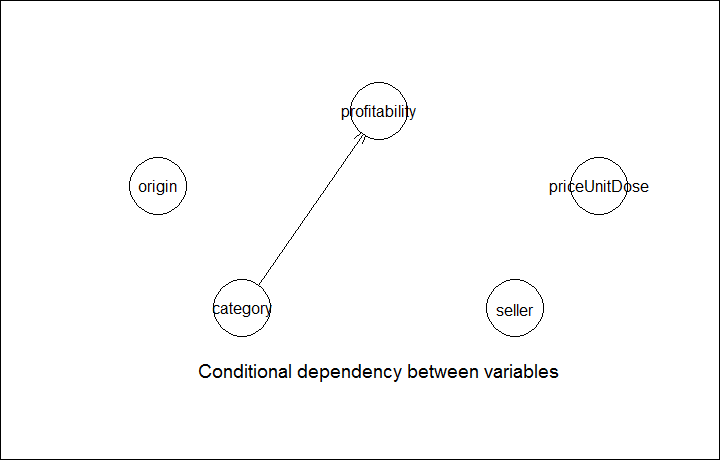 profitability
origin
priceUnitDose
category
seller
Conditional dependency between variables